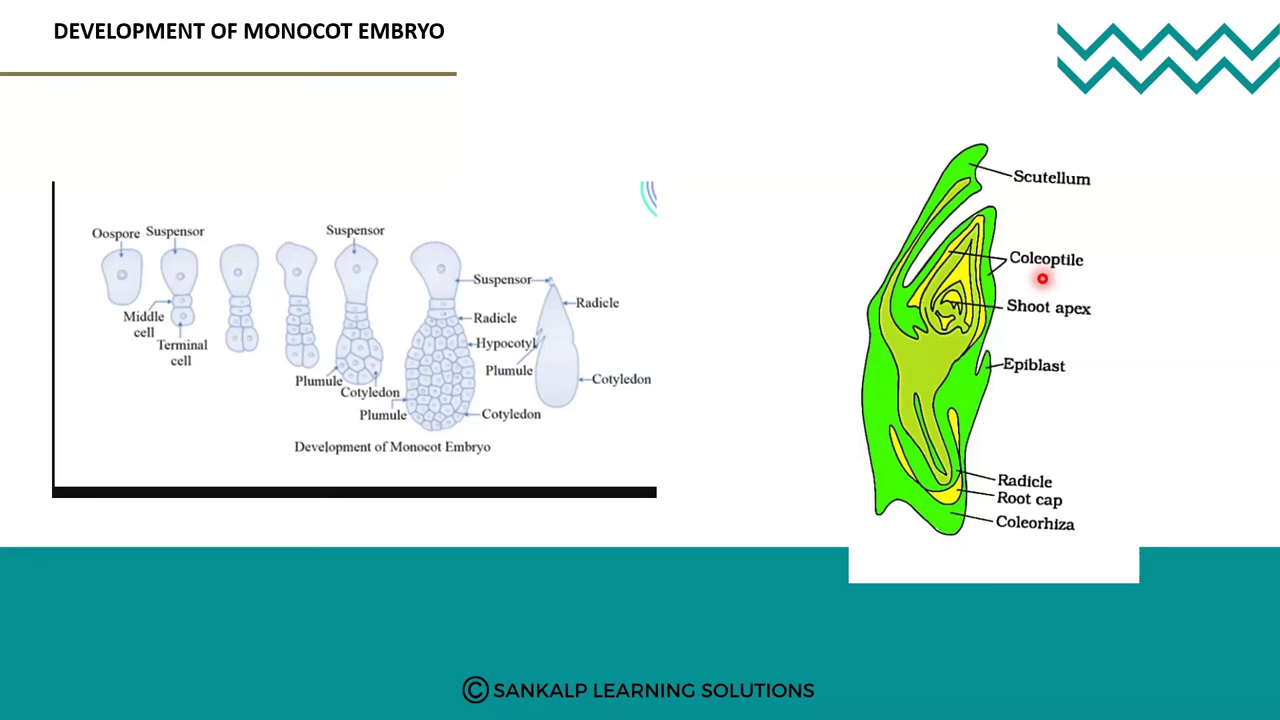 DEVELOPMENT OF MONOCOT EMBRYO
Oospore
Suspensor
Middle
cell
Terminal
cell
Suspensor
Plumule
Cotyledon
Plumule
Suspensor
Radicle
Hypocotyl
Cotyledon
Radicle
Plumule
Cotyledon
Development of Monocot Embryo
Scutellum
Coleoptile
Shoot apex
Epiblast
Radicle
Root cap
Coleorhiza
© SANKALP LEARNING SOLUTIONS